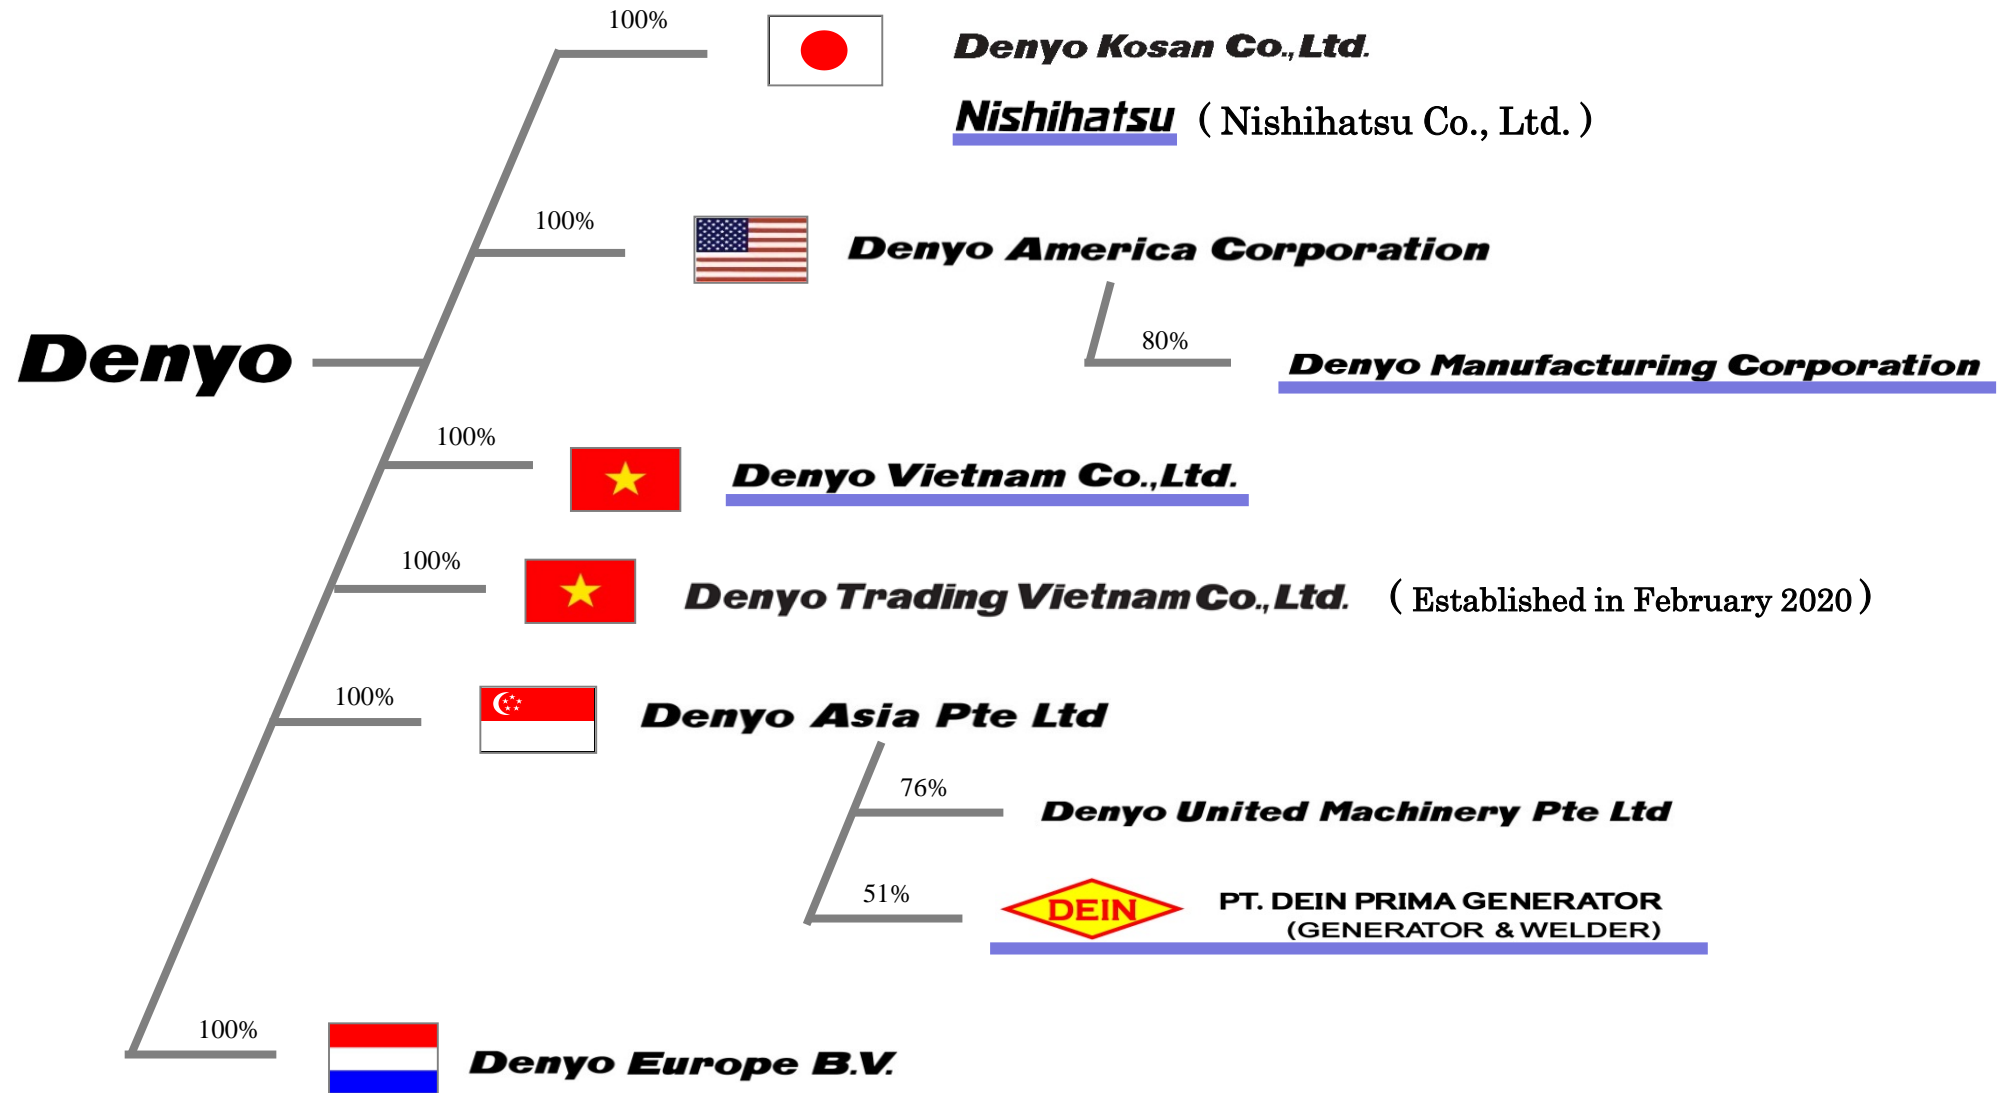 100%
Denyo Kosan Co., Ltd.
Nishihatsu ( Nishihatsu Co., Ltd. )
100%
Denyo America Corporation
Denyo
80%
Denyo Manufacturing Corporation
100%
Denyo Vietnam Co., Ltd.
100%
Denyo Trading Vietnam Co., Ltd. ( Established in February 2020 )
100%
Denyo Asia Pte Ltd
76%
Denyo United Machinery Pte Ltd
51%
DEIN PT. DEIN PRIMA GENERATOR
(GENERATOR & WELDER)
100%
Denyo Europe B.V.